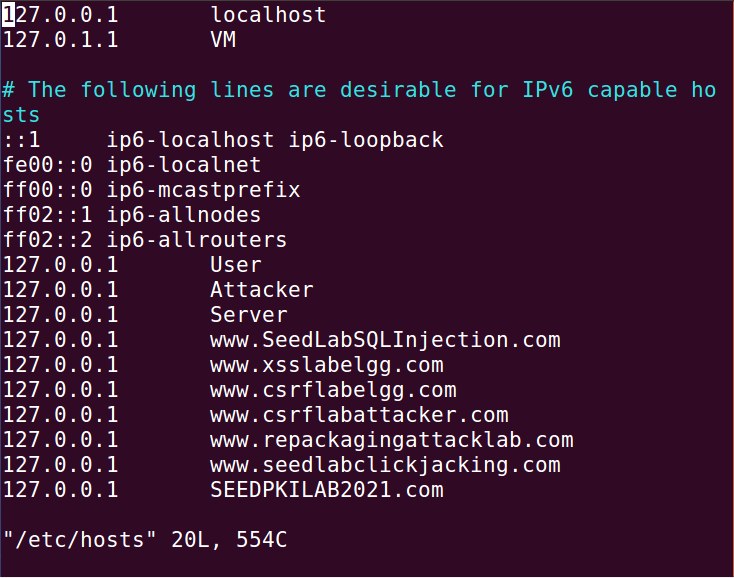 127.0.0.1       localhost
127.0.1.1       VM

# The following lines are desirable for IPv6 capable ho
sts
::1     ip6-localhost ip6-loopback
fe00::0 ip6-localnet
ff00::0 ip6-mcastprefix
ff02::1 ip6-allnodes
ff02::2 ip6-allrouters
127.0.0.1       User
127.0.0.1       Attacker
127.0.0.1       Server
127.0.0.1       www.SeedLabSQLInjection.com
127.0.0.1       www.xsslabelgg.com
127.0.0.1       www.csrflabelgg.com
127.0.0.1       www.csrflabattacker.com
127.0.0.1       www.repackagingattacklab.com
127.0.0.1       www.seedlabclickjacking.com
127.0.0.1       SEEDPKILAB2021.com

"/etc/hosts" 20L, 554C